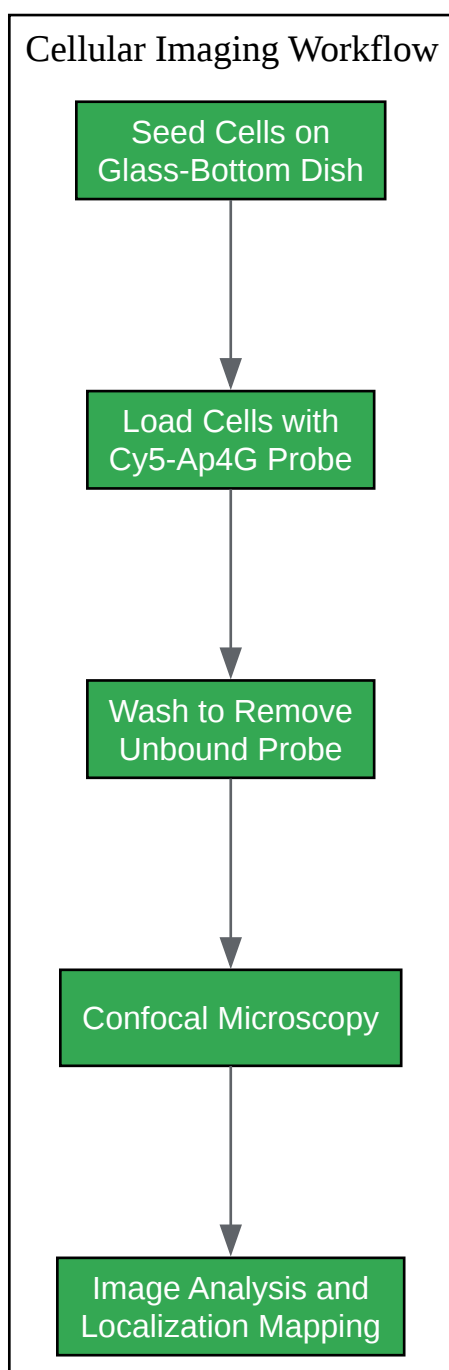 Cellular Imaging Workflow
Seed Cells on
Glass-Bottom Dish
Load Cells with
Cy5-Ap4G Probe
Wash to Remove
Unbound Probe
Confocal Microscopy
Image Analysis and
Localization Mapping